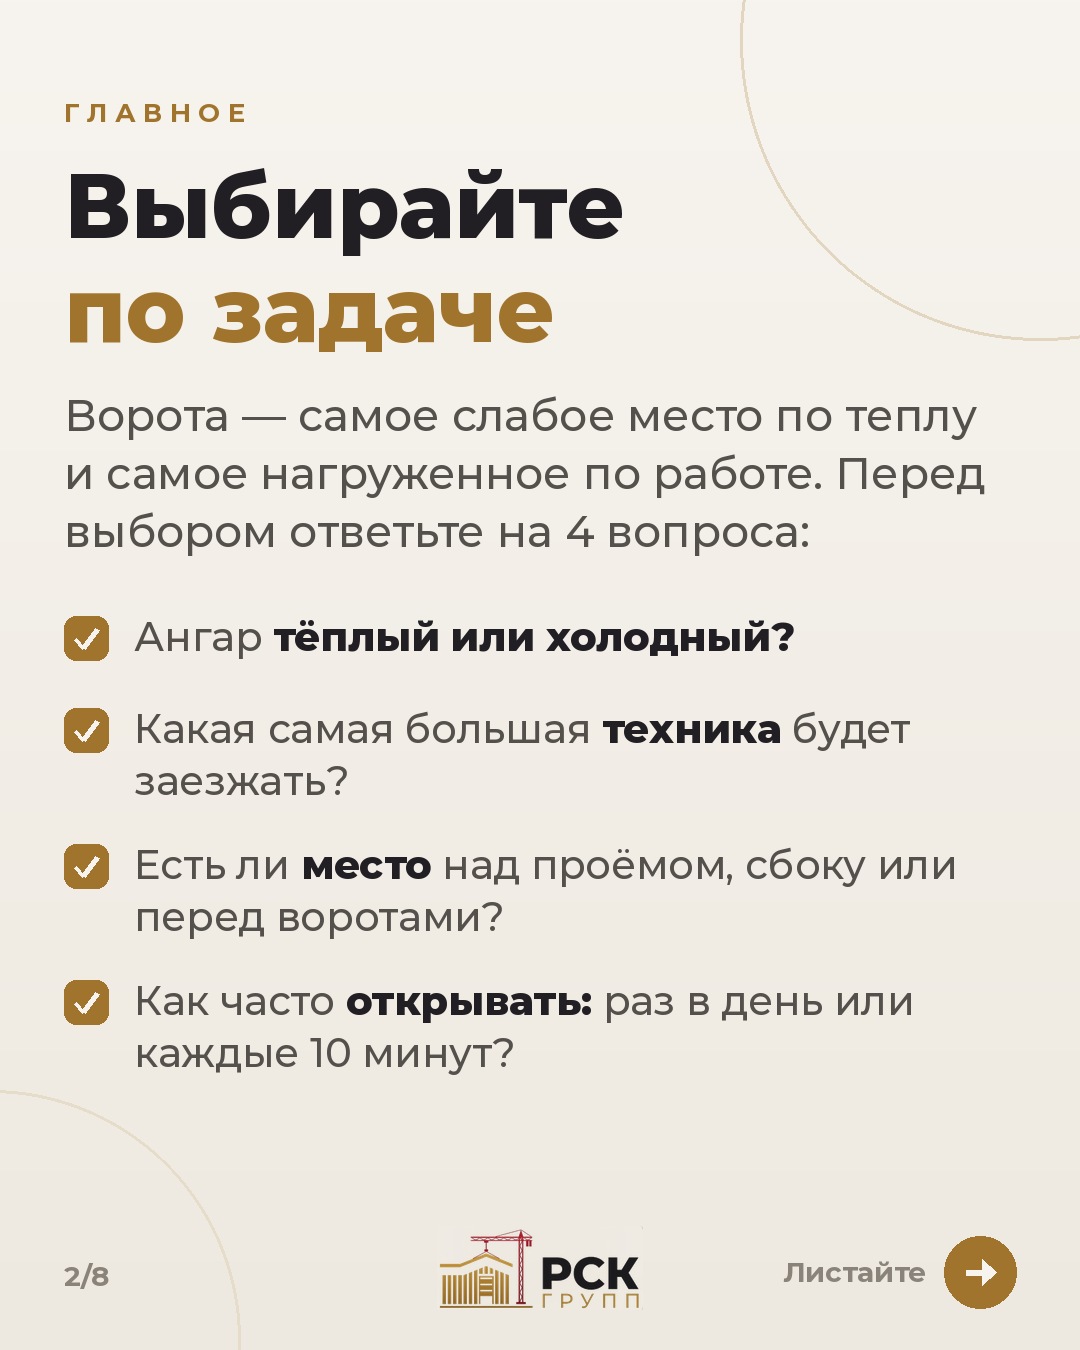 ГЛАВНОЕ
Выбирайте
по задаче
Ворота — самое слабое место по теплу
и самое нагруженное по работе. Перед
выбором ответьте на 4 вопроса:
Ангар тёплый или холодный?
Какая самая большая техника будет
заезжать?
Есть ли место над проёмом, сбоку или
перед воротами?
Как часто открывать: раз в день или
каждые 10 минут?
2/8
РСК
ГРУПП
Листайте